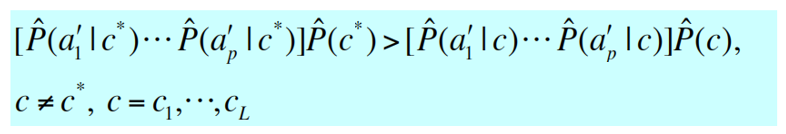 [P̂(a′₁ | c*)⋯ P̂(a′ₚ | c*)]P̂(c*) > [P̂(a′₁ | c)⋯ P̂(a′ₚ | c)]P̂(c),
c ≠ c*, c = c₁,⋯,c_L